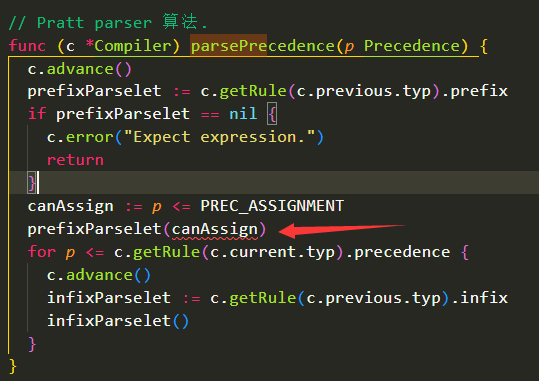 // Pratt parser 算法.
func (c *Compiler) parsePrecedence(p Precedence) {
  c.advance()
  prefixParselet := c.getRule(c.previous.typ).prefix
  if prefixParselet == nil {
    c.error("Expect expression.")
    return
  }
  canAssign := p <= PREC_ASSIGNMENT
  prefixParselet(canAssign)
  for p <= c.getRule(c.current.typ).precedence {
    c.advance()
    infixParselet := c.getRule(c.previous.typ).infix
    infixParselet()
  }
}